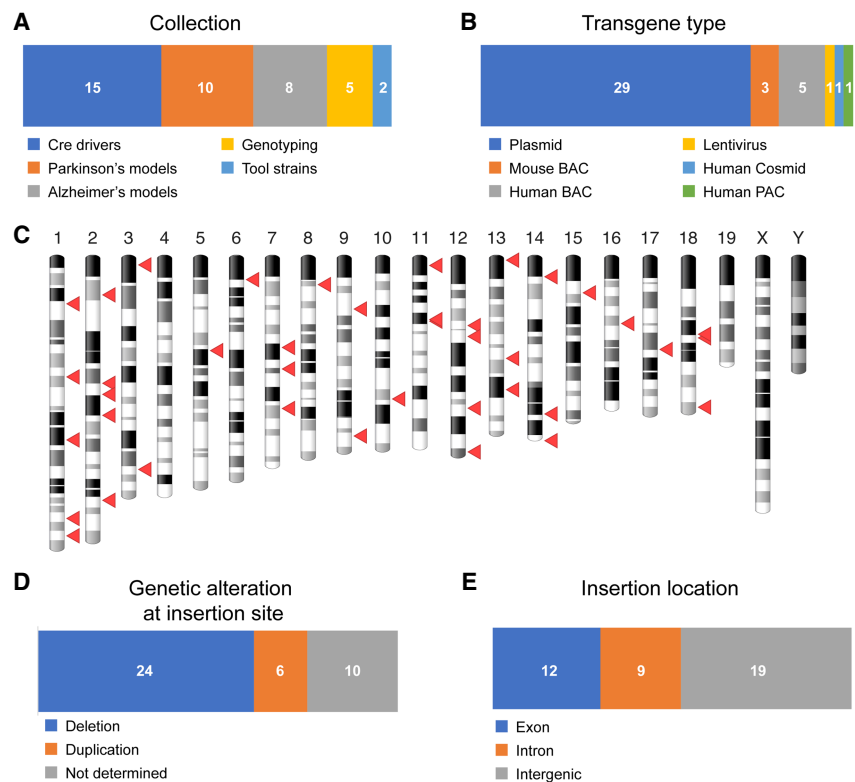 A
Collection
15 10 8 5 2
Cre drivers
Parkinson's models
Alzheimer's models
Genotyping
Tool strains
B
Transgene type
29 3 5 1 1 1
Plasmid
Mouse BAC
Human BAC
Lentivirus
Human Cosmid
Human PAC
C
1 2 3 4 5 6 7 8 9 10 11 12 13 14 15 16 17 18 19 X Y
D
Genetic alteration
at insertion site
24 6 10
Deletion
Duplication
Not determined
E
Insertion location
12 9 19
Exon
Intron
Intergenic